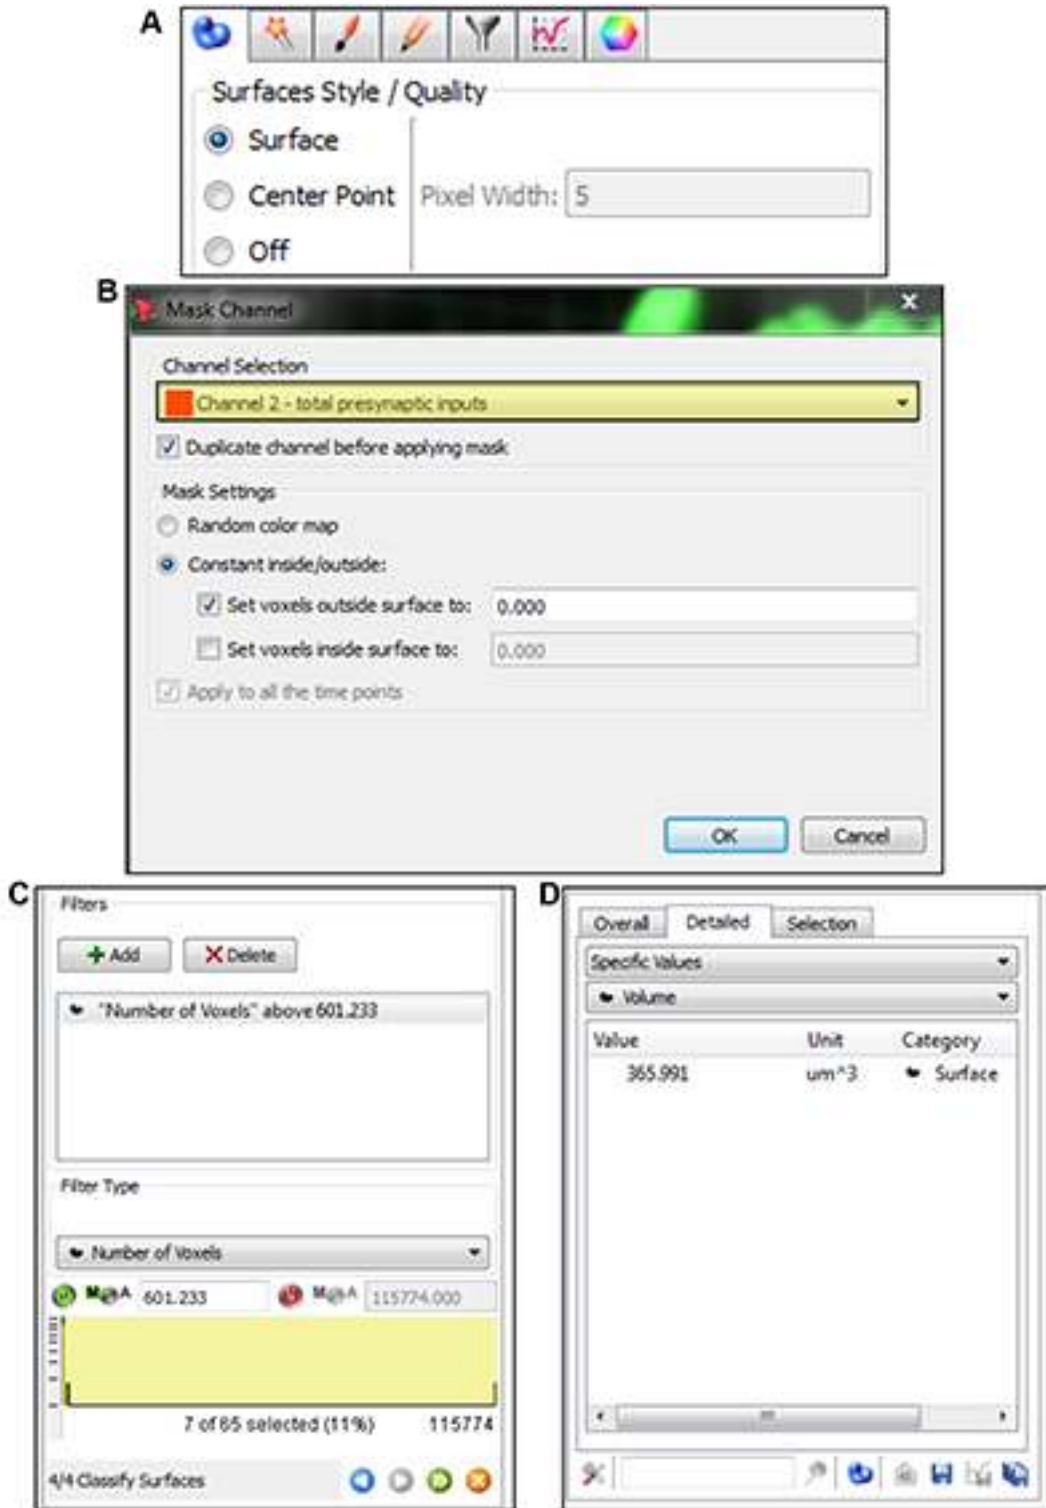 A
Surfaces Style / Quality
Surface
Center Point
Pixel Width: 5
Off
B
Mask Channel
Channel Selection
Channel 2 - total presynaptic inputs
Duplicate channel before applying mask
Mask Settings
Random color map
Constant inside/outside:
Set voxels outside surface to: 0.000
Set voxels inside surface to: 0.000
Apply to all the time points
OK Cancel
C
Filters
Add Delete
"Number of Voxels" above 601.233
Filter Type
Number of Voxels
M A 601.233 M A 115774.000
7 of 65 selected (11%) 115774
4/4 Classify Surfaces
D
Overall Detailed Selection
Specific Values
Volume
Value Unit Category
365.991 um^3 Surface